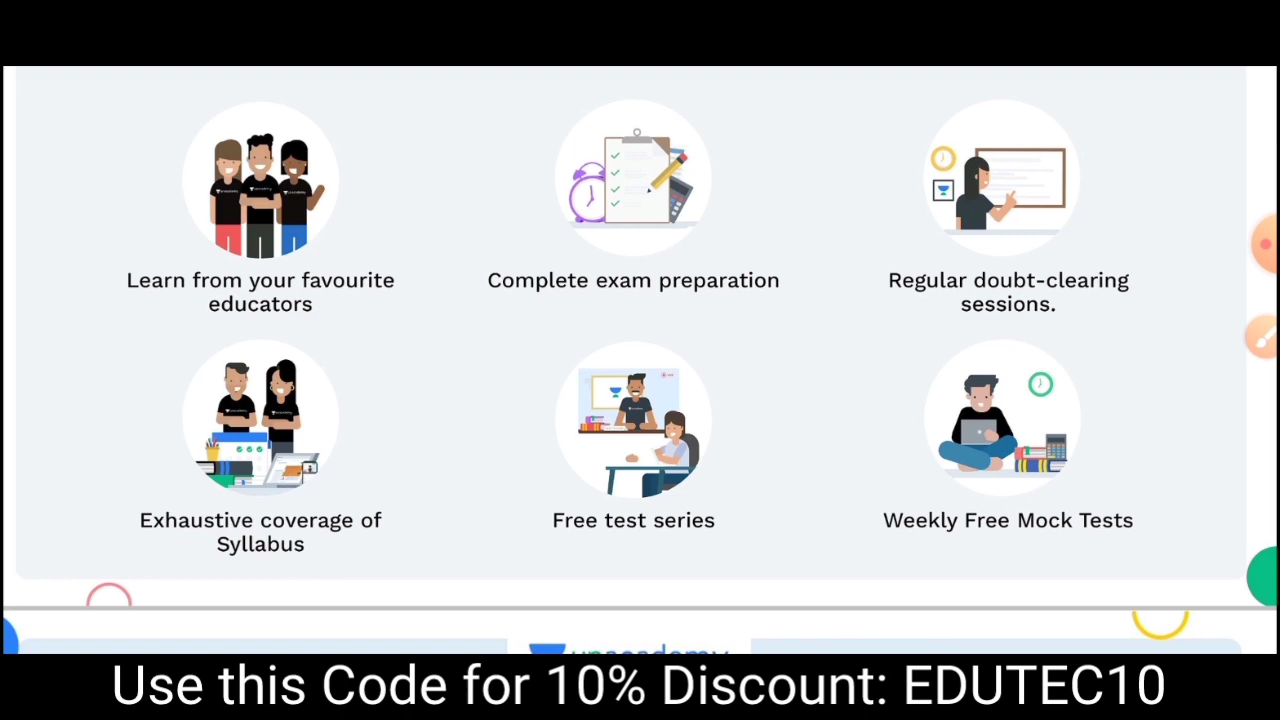 Learn from your favourite
educators
Complete exam preparation
Regular doubt-clearing
sessions.
Exhaustive coverage of
Syllabus
Free test series
Weekly Free Mock Tests
unacademy
Use this Code for 10% Discount: EDUTEC10